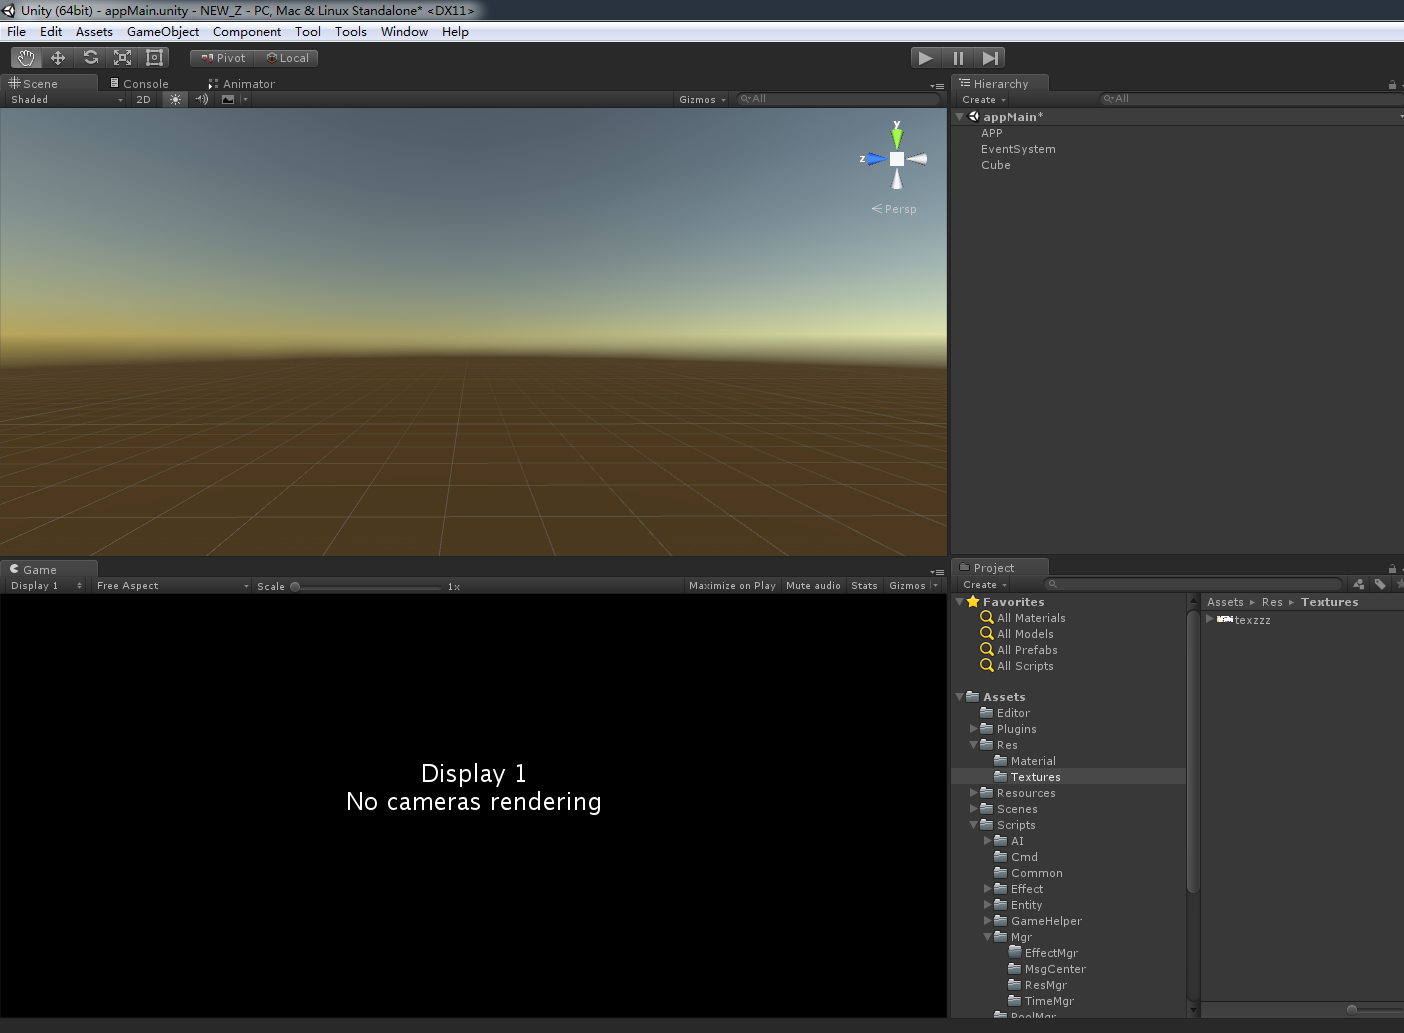 Unity (64bit) - appMain.unity - NEW_Z - PC, Mac & Linux Standalone* <DX11>
File Edit Assets GameObject Component Tool Tools Window Help
Pivot Local
Scene Console Animator
Shaded 2D Gizmos All
y
z
Persp
Hierarchy
Create All
appMain*
APP
EventSystem
Cube
Game
Display 1 Free Aspect Scale 1x Maximize on Play Mute audio Stats Gizmos
Display 1
No cameras rendering
Project
Create
Favorites
All Materials
All Models
All Prefabs
All Scripts
Assets
Editor
Plugins
Res
Material
Textures
Resources
Scenes
Scripts
AI
Cmd
Common
Effect
Entity
GameHelper
Mgr
EffectMgr
MsgCenter
ResMgr
TimeMgr
PoolMgr
Assets ▸ Res ▸ Textures
texzzz